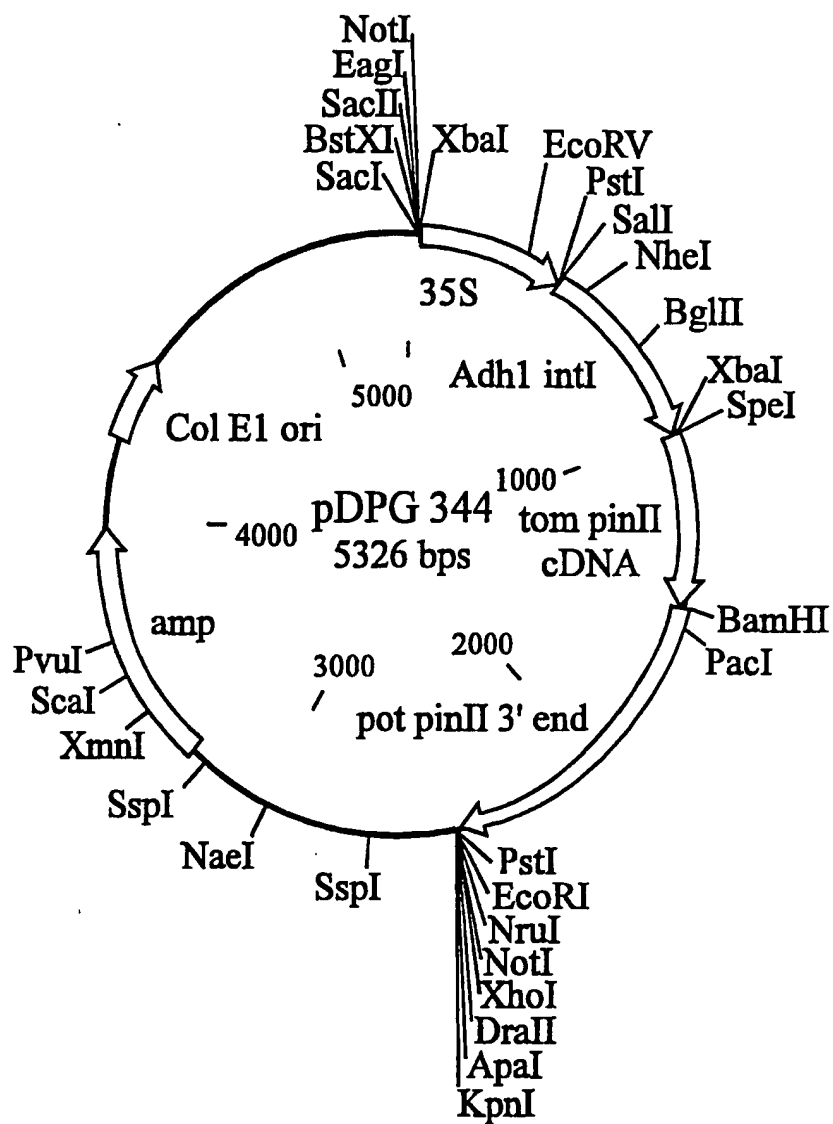 NotI
EagI
SacII
BstXI
SacI
XbaI
EcoRV
PstI
SalI
NheI
BglII
XbaI
SpeI
35S
Adh1 intI
5000
Col E1 ori
1000
pDPG 344
5326 bps
tom pinII
cDNA
4000
amp
BamHI
PacI
2000
3000
pot pinII 3' end
PvuI
ScaI
XmnI
SspI
NaeI
SspI
PstI
EcoRI
NruI
NotI
XhoI
DraII
ApaI
KpnI